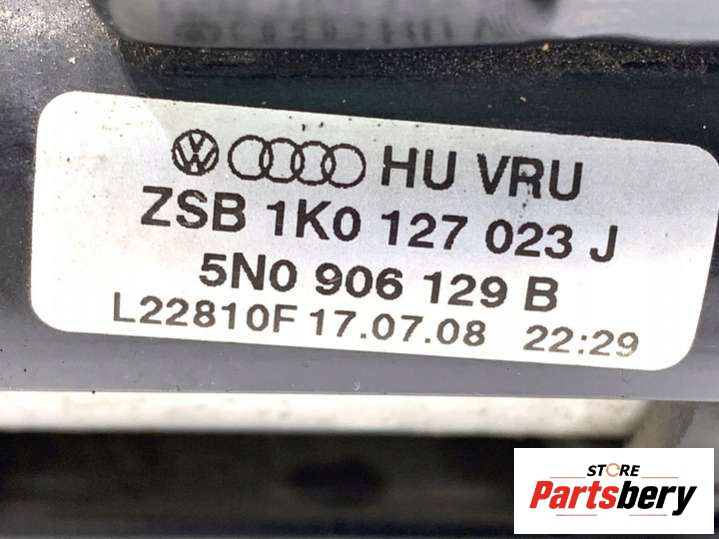 HU VRU
ZSB 1K0 127 023 J
5N0 906 129 B
L22810F 17.07.08 22:29
STORE
Partsbery